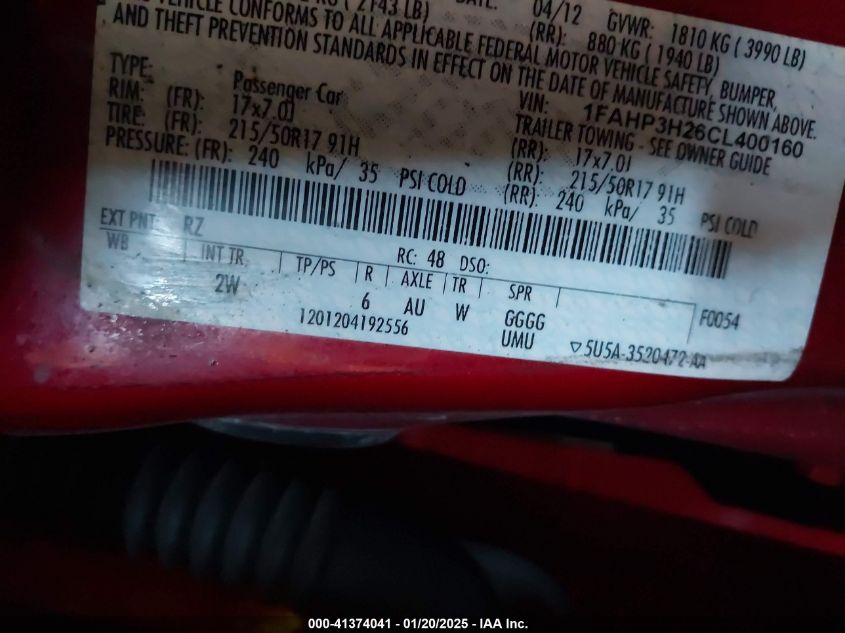 KG ( 2143 LB) DATE: 04/12 GVWR: 1810 KG ( 3990 LB)
VEHICLE CONFORMS TO ALL APPLICABLE FEDERAL MOTOR VEHICLE SAFETY, BUMPER,
(RR): 880 KG ( 1940 LB)
AND THEFT PREVENTION STANDARDS IN EFFECT ON THE DATE OF MANUFACTURE SHOWN ABOVE.
TYPE: Passenger Car VIN: 1FAHP3H26CL400160
TRAILER TOWING - SEE OWNER GUIDE
RIM: (FR): 17x7.0J (RR): 17x7.0J
TIRE: (FR): 215/50R17 91H (RR): 215/50R17 91H
PRESSURE: (FR): 240 kPa/ 35 PSI COLD (RR): 240 kPa/ 35 PSI COLD
EXT PNT: RZ RC: 48 DSO:
WB INT TR. TP/PS R AXLE TR SPR F0054
2W 6 AU W GGGG
1201204192556 UMU ▽5U5A-3520472-AA
000-41374041 - 01/20/2025 - IAA Inc.